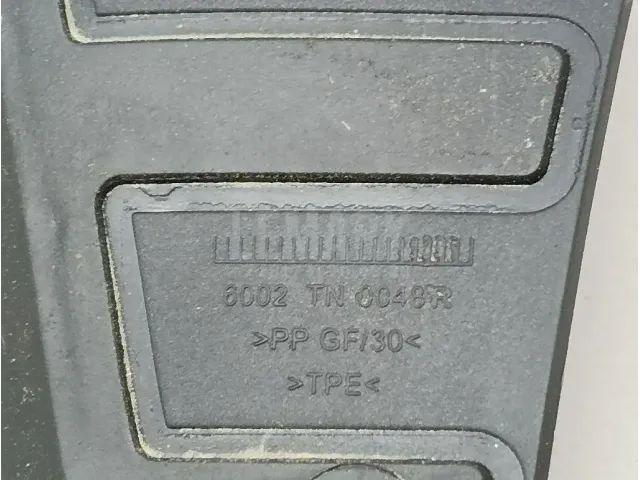 6002 TN 0048R
>PP GF/30<
>TPE<